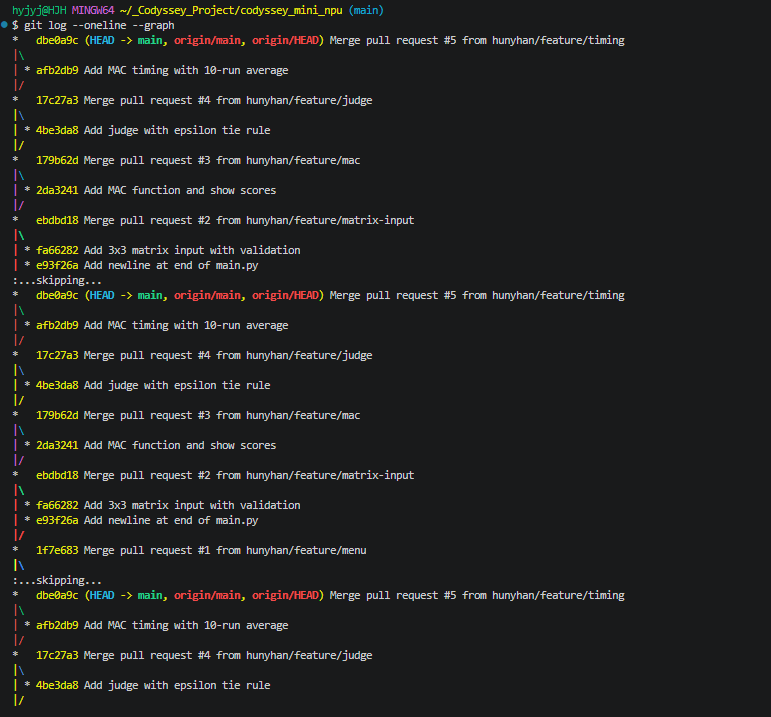 hyjyj@HJH MINGW64 ~/_Codyssey_Project/codyssey_mini_npu (main)
$ git log --oneline --graph
*   dbe0a9c (HEAD -> main, origin/main, origin/HEAD) Merge pull request #5 from hunyhan/feature/timing
|\
| * afb2db9 Add MAC timing with 10-run average
|/
*   17c27a3 Merge pull request #4 from hunyhan/feature/judge
|\
| * 4be3da8 Add judge with epsilon tie rule
|/
*   179b62d Merge pull request #3 from hunyhan/feature/mac
|\
| * 2da3241 Add MAC function and show scores
|/
*   ebdbd18 Merge pull request #2 from hunyhan/feature/matrix-input
|\
| * fa66282 Add 3x3 matrix input with validation
| * e93f26a Add newline at end of main.py
:...skipping...
*   dbe0a9c (HEAD -> main, origin/main, origin/HEAD) Merge pull request #5 from hunyhan/feature/timing
|\
| * afb2db9 Add MAC timing with 10-run average
|/
*   17c27a3 Merge pull request #4 from hunyhan/feature/judge
|\
| * 4be3da8 Add judge with epsilon tie rule
|/
*   179b62d Merge pull request #3 from hunyhan/feature/mac
|\
| * 2da3241 Add MAC function and show scores
|/
*   ebdbd18 Merge pull request #2 from hunyhan/feature/matrix-input
|\
| * fa66282 Add 3x3 matrix input with validation
| * e93f26a Add newline at end of main.py
|/
*   1f7e683 Merge pull request #1 from hunyhan/feature/menu
|\
:...skipping...
*   dbe0a9c (HEAD -> main, origin/main, origin/HEAD) Merge pull request #5 from hunyhan/feature/timing
|\
| * afb2db9 Add MAC timing with 10-run average
|/
*   17c27a3 Merge pull request #4 from hunyhan/feature/judge
|\
| * 4be3da8 Add judge with epsilon tie rule
|/